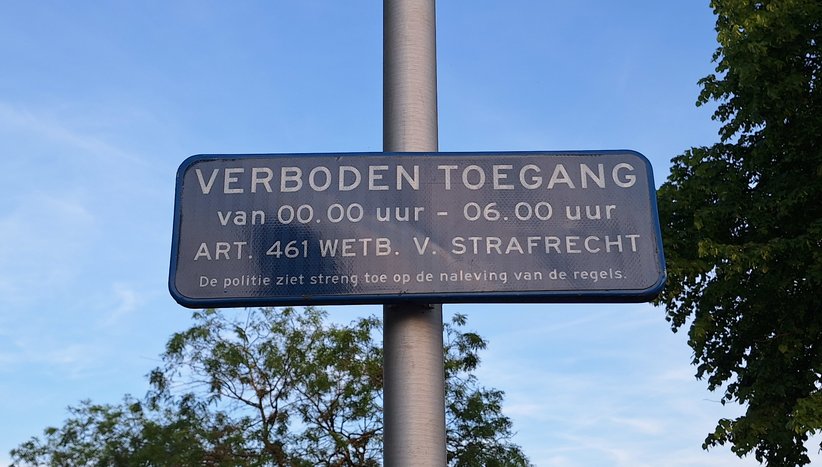 VERBODEN TOEGANG
van 00.00 uur - 06.00 uur
ART. 461 WETB. V. STRAFRECHT
De politie ziet streng toe op de naleving van de regels.